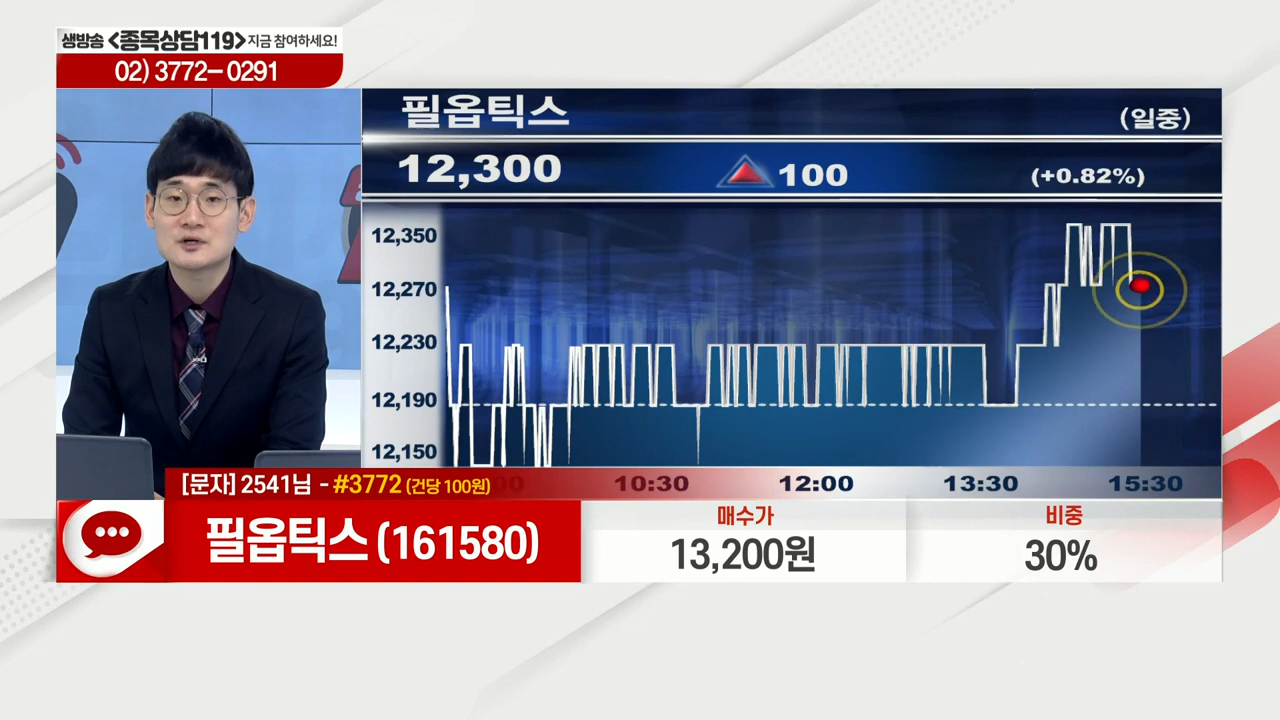 생방송 <종목상담119> 지금 참여하세요!
02) 3772-0291
필옵틱스 (일중)
12,300 100 (+0.82%)
12,350
12,270
12,230
12,190
12,150
10:30 12:00 13:30 15:30
[문자] 2541님 - #3772 (건당 100원)
필옵틱스 (161580)
매수가 비중
13,200원 30%